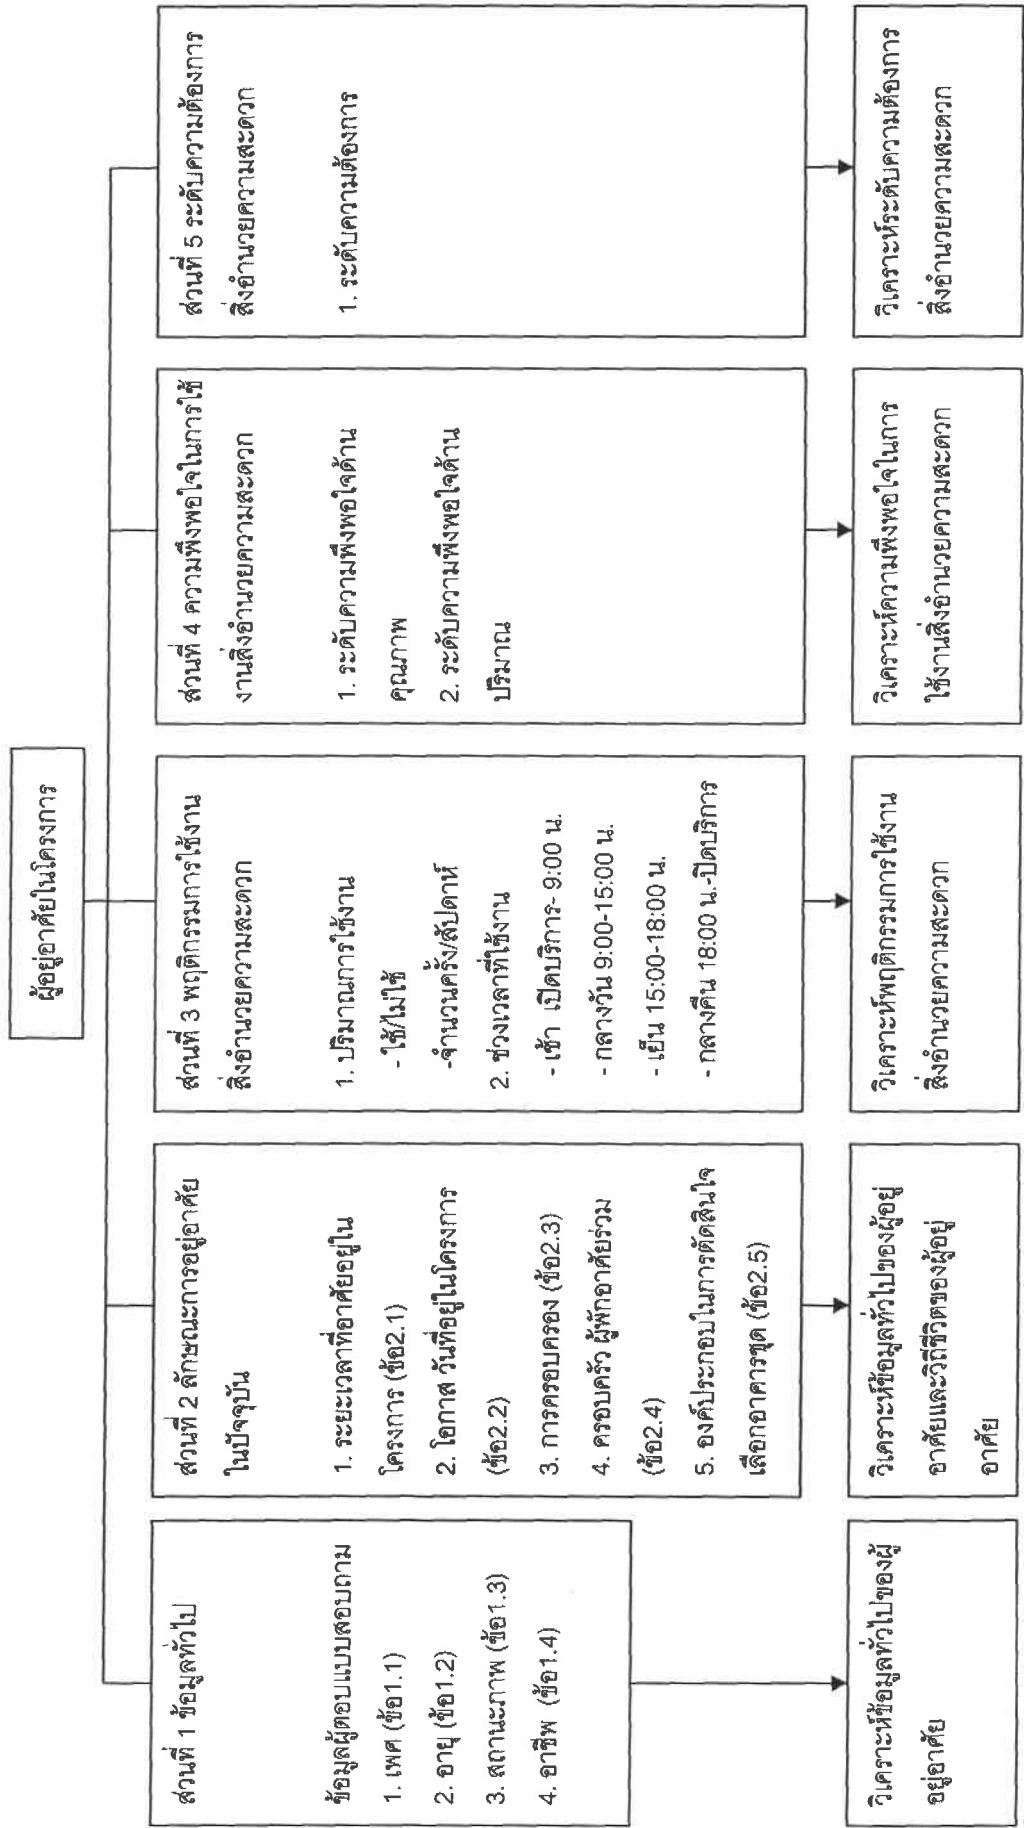 ผู้อยู่อาศัยในโครงการ
ส่วนที่ 1 ข้อมูลทั่วไป
ข้อมูลผู้ตอบแบบสอบถาม
1. เพศ (ข้อ1.1)
2. อายุ (ข้อ1.2)
3. สถานะภาพ (ข้อ1.3)
4. อาชีพ (ข้อ1.4)
วิเคราะห์ข้อมูลทั่วไปของผู้
อยู่อาศัย
ส่วนที่ 2 ลักษณะการอยู่อาศัย
ในปัจจุบัน
1. ระยะเวลาที่อาศัยอยู่ใน
โครงการ (ข้อ2.1)
2. โอกาส วันที่อยู่ในโครงการ
(ข้อ2.2)
3. การครอบครอง (ข้อ2.3)
4. ครอบครัว ผู้พักอาศัยร่วม
(ข้อ2.4)
5. องค์ประกอบในการตัดสินใจ
เลือกอาคารชุด (ข้อ2.5)
วิเคราะห์ข้อมูลทั่วไปของผู้อยู่
อาศัยและวิถีชีวิตของผู้อยู่
อาศัย
ส่วนที่ 3 พฤติกรรมการใช้งาน
สิ่งอำนวยความสะดวก
1. ปริมาณการใช้งาน
- ใช้/ไม่ใช้
-จำนวนครั้ง/สัปดาห์
2. ช่วงเวลาที่ใช้งาน
- เช้า เปิดบริการ- 9:00 น.
- กลางวัน 9:00-15:00 น.
- เย็น 15:00-18:00 น.
- กลางคืน 18:00 น.-ปิดบริการ
วิเคราะห์พฤติกรรมการใช้งาน
สิ่งอำนวยความสะดวก
ส่วนที่ 4 ความพึงพอใจในการใช้
งานสิ่งอำนวยความสะดวก
1. ระดับความพึงพอใจด้าน
คุณภาพ
2. ระดับความพึงพอใจด้าน
ปริมาณ
วิเคราะห์ความพึงพอใจในการ
ใช้งานสิ่งอำนวยความสะดวก
ส่วนที่ 5 ระดับความต้องการ
สิ่งอำนวยความสะดวก
1. ระดับความต้องการ
วิเคราะห์ระดับความต้องการ
สิ่งอำนวยความสะดวก